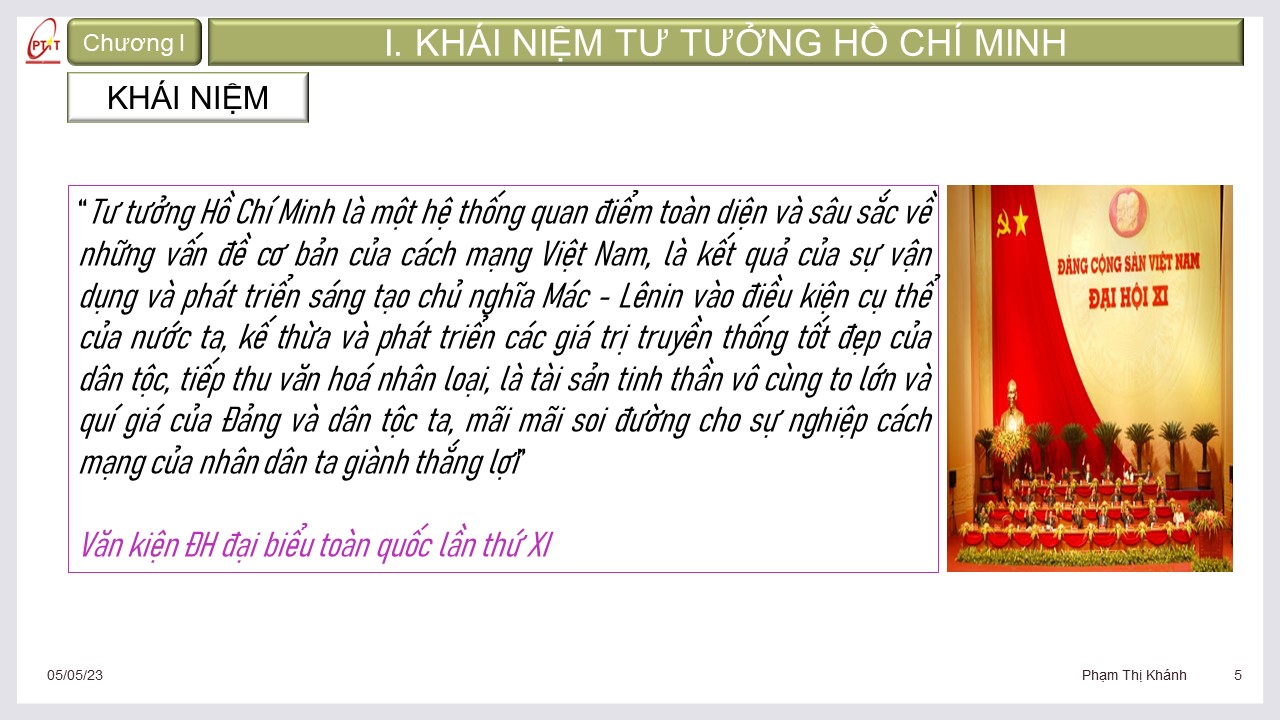 PTIT
Chương I
I. KHÁI NIỆM TƯ TƯỞNG HỒ CHÍ MINH
KHÁI NIỆM
“Tư tưởng Hồ Chí Minh là một hệ thống quan điểm toàn diện và sâu sắc về
những vấn đề cơ bản của cách mạng Việt Nam, là kết quả của sự vận
dụng và phát triển sáng tạo chủ nghĩa Mác - Lênin vào điều kiện cụ thể
của nước ta, kế thừa và phát triển các giá trị truyền thống tốt đẹp của
dân tộc, tiếp thu văn hoá nhân loại, là tài sản tinh thần vô cùng to lớn và
quí giá của Đảng và dân tộc ta, mãi mãi soi đường cho sự nghiệp cách
mạng của nhân dân ta giành thắng lợi”
Văn kiện ĐH đại biểu toàn quốc lần thứ XI
ĐẢNG CỘNG SẢN VIỆT NAM
ĐẠI HỘI XI
05/05/23
Phạm Thị Khánh
5